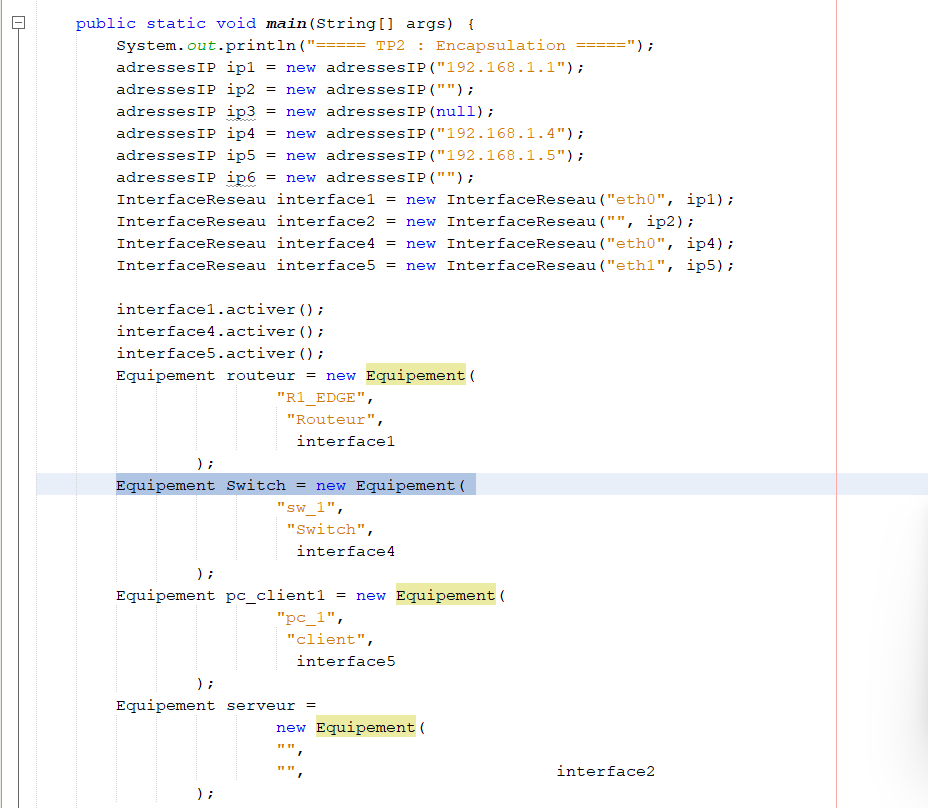 public static void main(String[] args) {
System.out.println("===== TP2 : Encapsulation =====");
adressesIP ip1 = new adressesIP("192.168.1.1");
adressesIP ip2 = new adressesIP("");
adressesIP ip3 = new adressesIP(null);
adressesIP ip4 = new adressesIP("192.168.1.4");
adressesIP ip5 = new adressesIP("192.168.1.5");
adressesIP ip6 = new adressesIP("");
InterfaceReseau interface1 = new InterfaceReseau("eth0", ip1);
InterfaceReseau interface2 = new InterfaceReseau("", ip2);
InterfaceReseau interface4 = new InterfaceReseau("eth0", ip4);
InterfaceReseau interface5 = new InterfaceReseau("eth1", ip5);
interface1.activer();
interface4.activer();
interface5.activer();
Equipement routeur = new Equipement(
"R1_EDGE",
"Routeur",
interface1
);
Equipement Switch = new Equipement(
"sw_1",
"Switch",
interface4
);
Equipement pc_client1 = new Equipement(
"pc_1",
"client",
interface5
);
Equipement serveur =
new Equipement(
"",
"", interface2
);